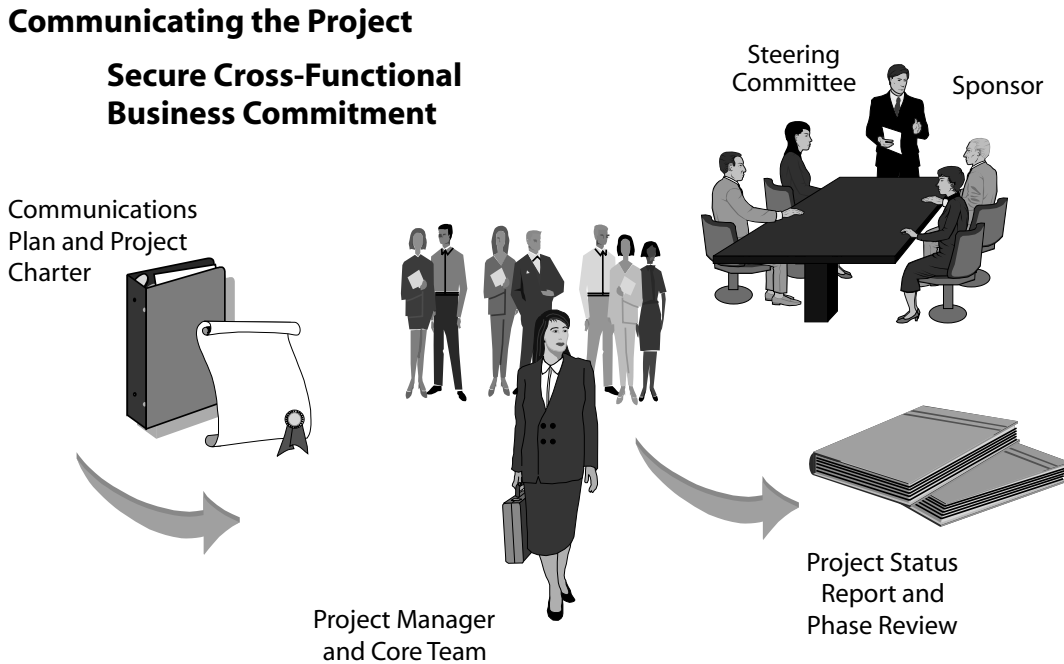 Communicating the Project
Secure Cross-Functional
Business Commitment
Steering
Committee
Sponsor
Communications
Plan and Project
Charter
Project Manager
and Core Team
Project Status
Report and
Phase Review